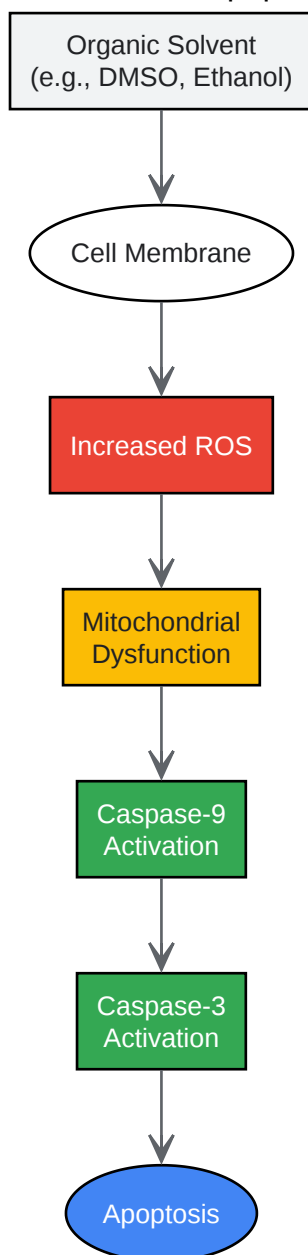 Organic Solvent
(e.g., DMSO, Ethanol)
Cell Membrane
Increased ROS
Mitochondrial
Dysfunction
Caspase-9
Activation
Caspase-3
Activation
Apoptosis